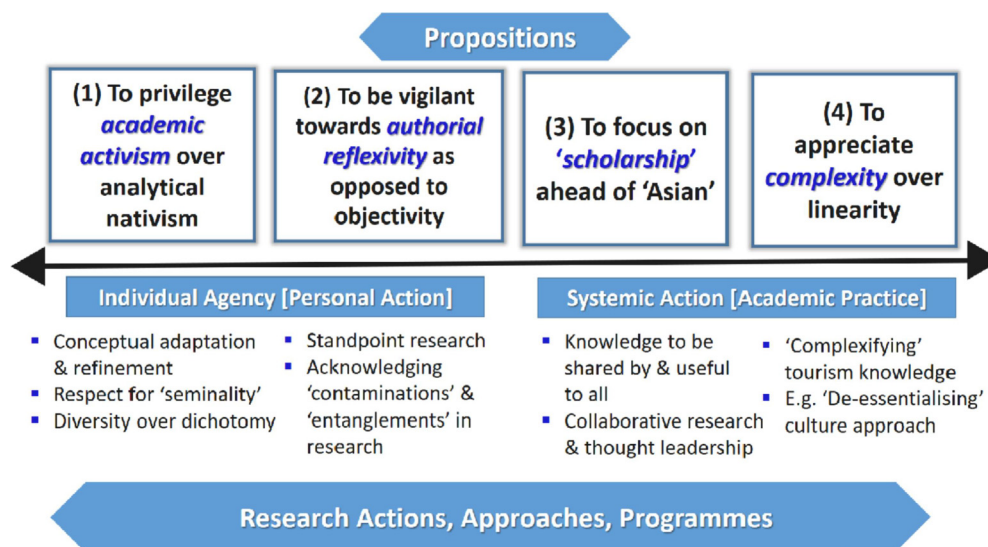 Propositions
(1) To privilege
academic
activism over
analytical
nativism
(2) To be vigilant
towards authorial
reflexivity as
opposed to
objectivity
(3) To focus on
‘scholarship’
ahead of ‘Asian’
(4) To
appreciate
complexity over
linearity
Individual Agency [Personal Action]
▪ Conceptual adaptation
& refinement
▪ Respect for ‘seminality’
▪ Diversity over dichotomy
▪ Standpoint research
▪ Acknowledging
‘contaminations’ &
‘entanglements’ in
research
Systemic Action [Academic Practice]
▪ Knowledge to be
shared by & useful
to all
▪ Collaborative research
& thought leadership
▪ ‘Complexifying’
tourism knowledge
▪ E.g. ‘De-essentialising’
culture approach
Research Actions, Approaches, Programmes